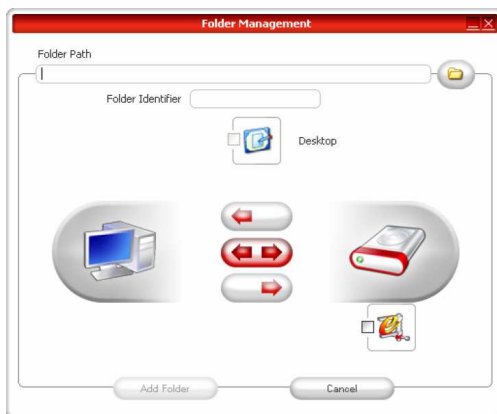 Folder Management
Folder Path
Folder Identifier
Desktop
Add Folder
Cancel